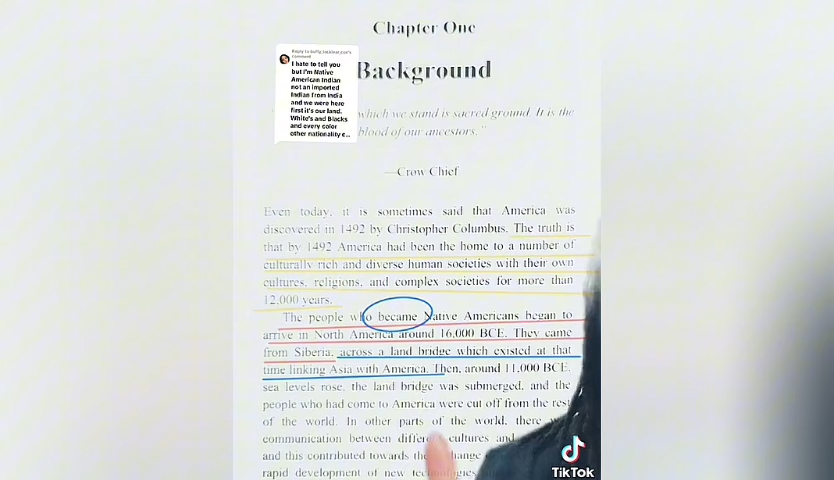 Chapter One
Background
I hate to tell you
but I'm Native
American Indian
not an imported
Indian from India
and we were here
first it's our land.
White's and Blacks
and every color
other nationality c...
which we stand is sacred ground. It is the
blood of our ancestors."
—Crow Chief
Even today, it is sometimes said that America was
discovered in 1492 by Christopher Columbus. The truth is
that by 1492 America had been the home to a number of
culturally rich and diverse human societies with their own
cultures, religions, and complex societies for more than
12,000 years.
The people who became Native Americans began to
arrive in North America around 16,000 BCE. They came
from Siberia, across a land bridge which existed at that
time linking Asia with America. Then, around 11,000 BCE,
sea levels rose, the land bridge was submerged, and the
people who had come to America were cut off from the rest
of the world. In other parts of the world, there
communication between cultures and
and this contributed towards the
rapid development of new technologies
TikTok